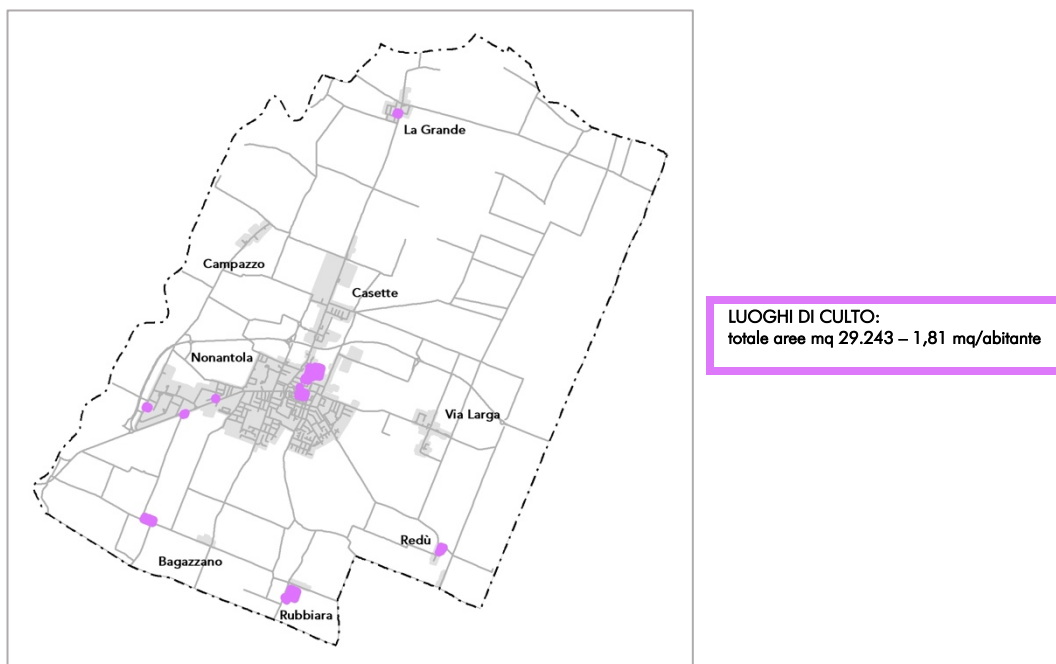 La Grande
Campazzo
Casette
Nonantola
Via Larga
Redù
Bagazzano
Rubbiara
LUOGHI DI CULTO:
totale aree mq 29.243 – 1,81 mq/abitante